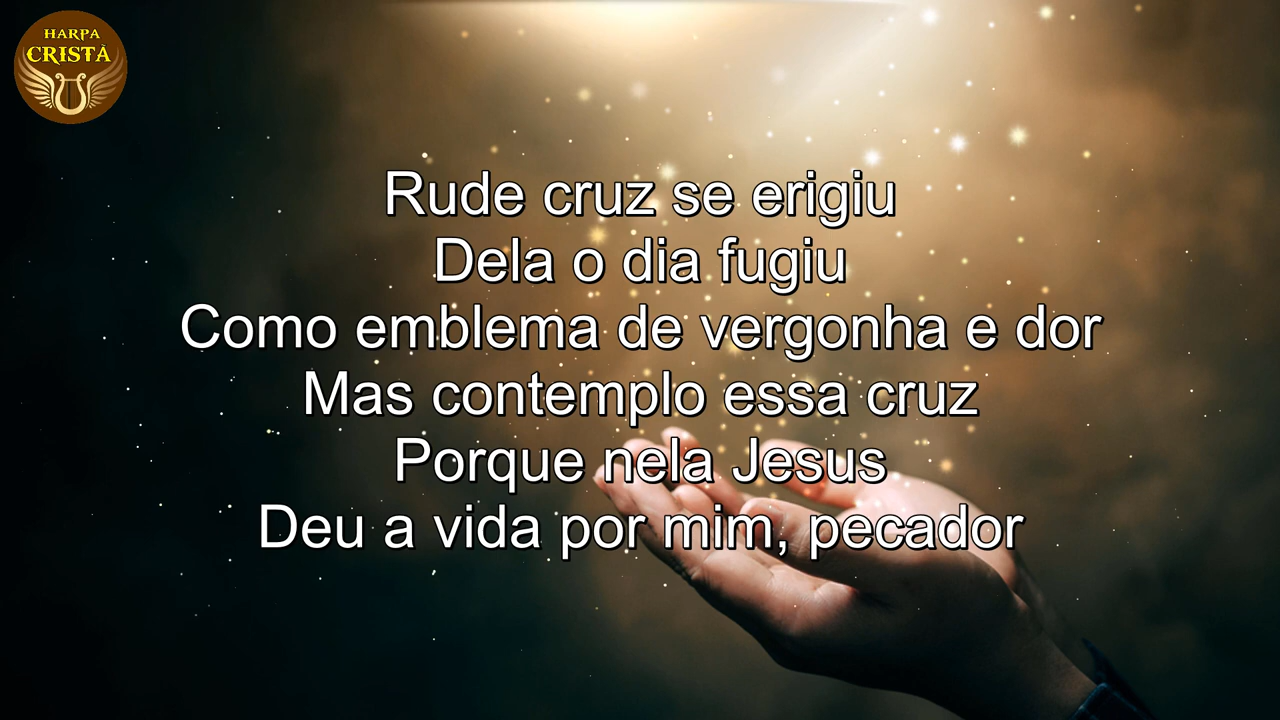 HARPA
CRISTÃ
Rude cruz se erigiu
Dela o dia fugiu
Como emblema de vergonha e dor
Mas contemplo essa cruz
Porque nela Jesus
Deu a vida por mim, pecador